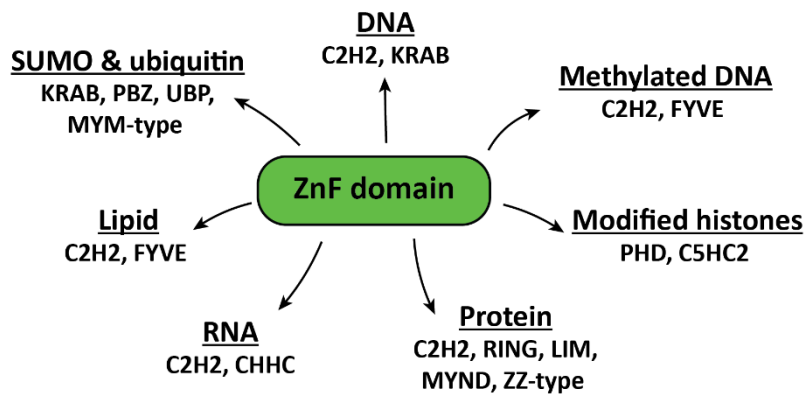 DNA
C2H2, KRAB
SUMO & ubiquitin
KRAB, PBZ, UBP,
MYM-type
Methylated DNA
C2H2, FYVE
ZnF domain
Lipid
C2H2, FYVE
Modified histones
PHD, C5HC2
RNA
C2H2, CHHC
Protein
C2H2, RING, LIM,
MYND, ZZ-type